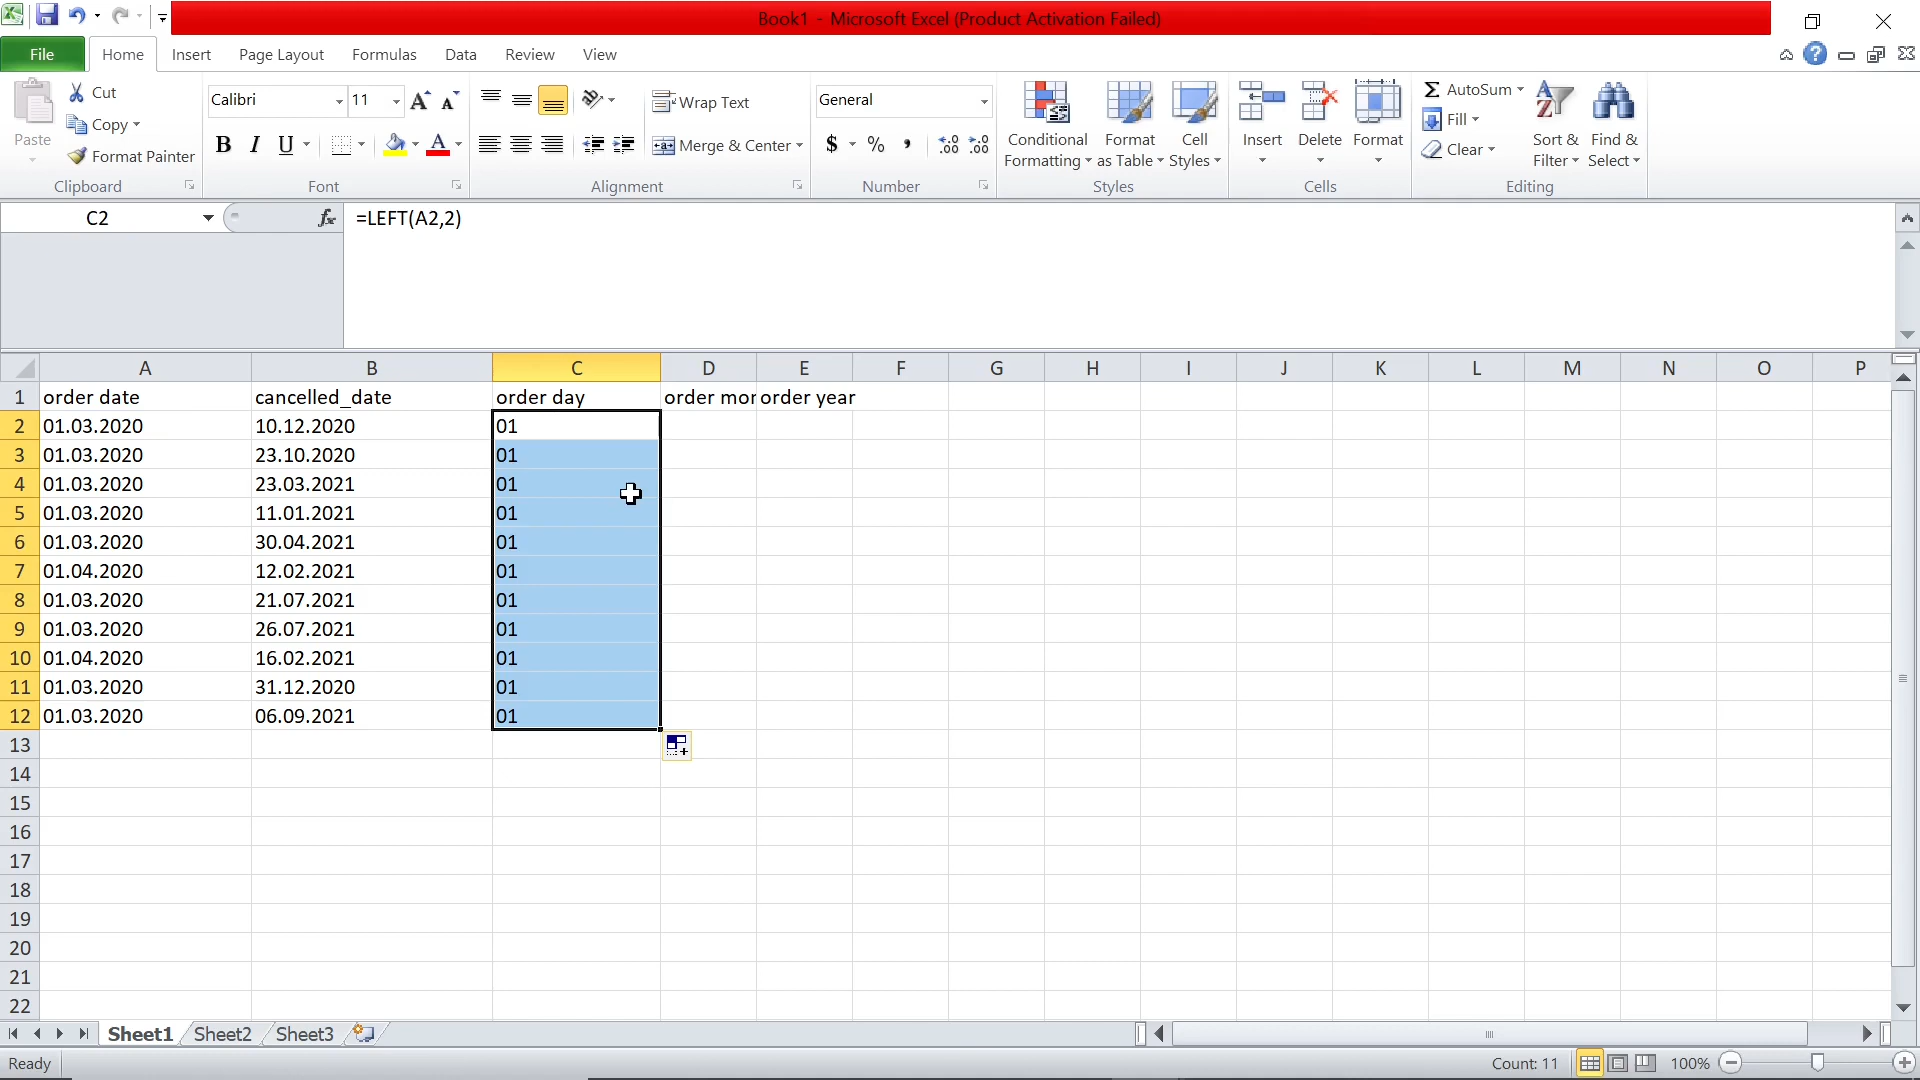 Book1 - Microsoft Excel (Product Activation Failed)
File Home Insert Page Layout Formulas Data Review View
Paste
Cut
Copy
Format Painter
Clipboard
Calibri 11
B I U A
Font
Wrap Text
Merge & Center
Alignment
General
$ % , .0 .00 .00 .0
Number
Conditional Formatting
Format as Table
Cell Styles
Styles
Insert Delete Format
Cells
Σ AutoSum
Fill
Clear
Sort & Filter
Find & Select
Editing
C2 fx =LEFT(A2,2)
A B C D E F G H I J K L M N O P
1 order date cancelled_date order day order mor order year
2 01.03.2020 10.12.2020 01
3 01.03.2020 23.10.2020 01
4 01.03.2020 23.03.2021 01
5 01.03.2020 11.01.2021 01
6 01.03.2020 30.04.2021 01
7 01.04.2020 12.02.2021 01
8 01.03.2020 21.07.2021 01
9 01.03.2020 26.07.2021 01
10 01.04.2020 16.02.2021 01
11 01.03.2020 31.12.2020 01
12 01.03.2020 06.09.2021 01
13
14
15
16
17
18
19
20
21
22
Sheet1 Sheet2 Sheet3
Ready Count: 11 100%